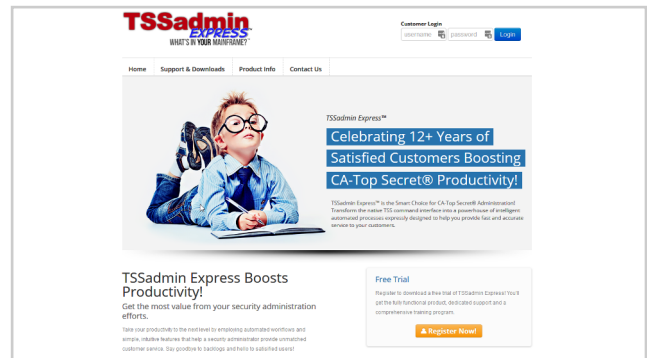 TSSadmin
EXPRESS
WHAT'S IN YOUR MAINFRAME?
Customer Login
username
password
Login
Home
Support & Downloads
Product Info
Contact Us
TSSadmin Express™
Celebrating 12+ Years of
Satisfied Customers Boosting
CA-Top Secret® Productivity!
TSSadmin Express™ is the Smart Choice for CA-Top Secret® Administration!
Transform the native TSS command interface into a powerhouse of intelligent
automated processes expressly designed to help you provide fast and accurate
service to your customers.
TSSadmin Express Boosts
Productivity!
Get the most value from your security administration
efforts.
Take your productivity to the next level by employing automated workflows and
simple, intuitive features that help a security administrator provide unmatched
customer service. Say goodbye to backlogs and hello to satisfied users!
Free Trial
Register to download a free trial of TSSadmin Express! You'll
get the fully functional product, dedicated support and a
comprehensive training program.
Register Now!